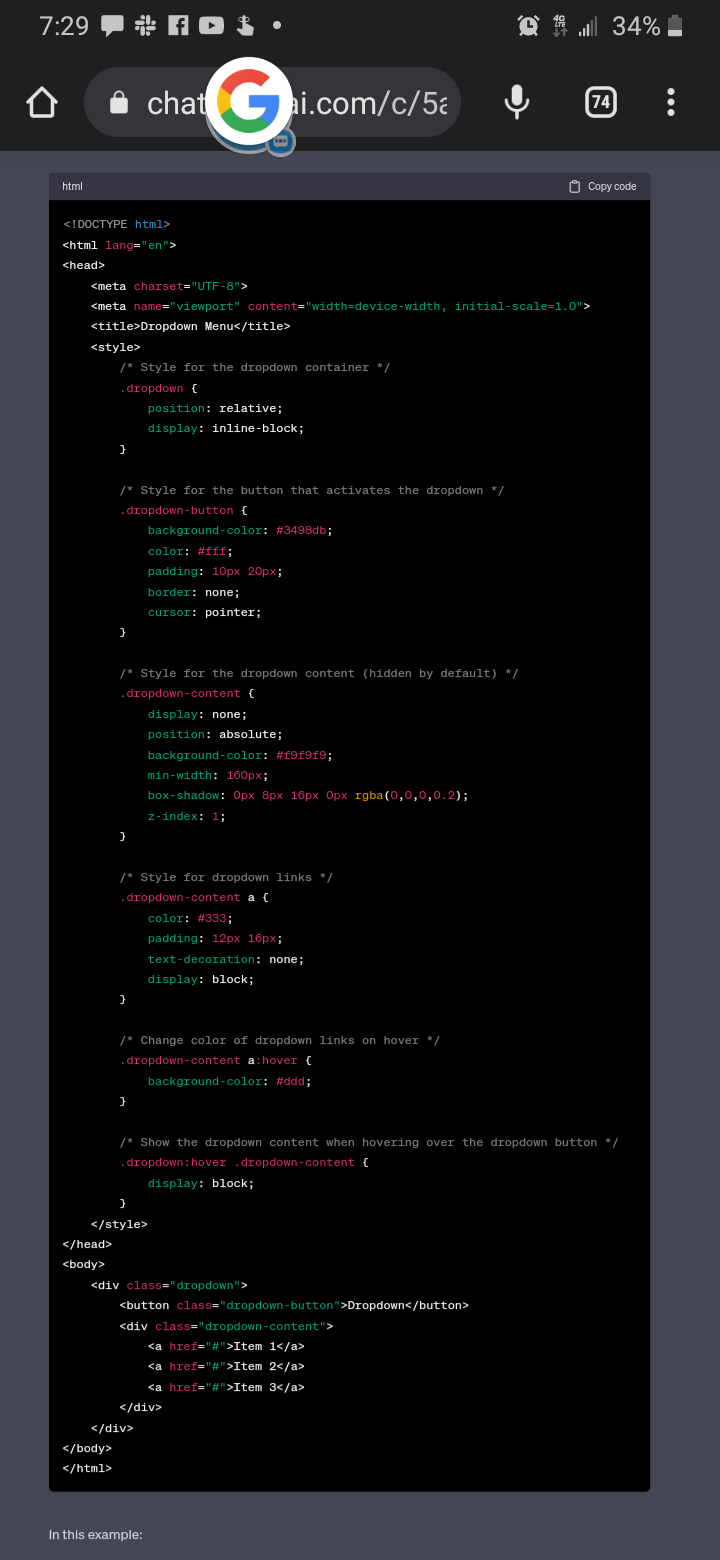 7:29 4G LTE 34%
chat ai.com/c/5a 74
html Copy code
<!DOCTYPE html>
<html lang="en">
<head>
    <meta charset="UTF-8">
    <meta name="viewport" content="width=device-width, initial-scale=1.0">
    <title>Dropdown Menu</title>
    <style>
        /* Style for the dropdown container */
        .dropdown {
            position: relative;
            display: inline-block;
        }
        /* Style for the button that activates the dropdown */
        .dropdown-button {
            background-color: #3498db;
            color: #fff;
            padding: 10px 20px;
            border: none;
            cursor: pointer;
        }
        /* Style for the dropdown content (hidden by default) */
        .dropdown-content {
            display: none;
            position: absolute;
            background-color: #f9f9f9;
            min-width: 160px;
            box-shadow: 0px 8px 16px 0px rgba(0,0,0,0.2);
            z-index: 1;
        }
        /* Style for dropdown links */
        .dropdown-content a {
            color: #333;
            padding: 12px 16px;
            text-decoration: none;
            display: block;
        }
        /* Change color of dropdown links on hover */
        .dropdown-content a:hover {
            background-color: #ddd;
        }
        /* Show the dropdown content when hovering over the dropdown button */
        .dropdown:hover .dropdown-content {
            display: block;
        }
    </style>
</head>
<body>
    <div class="dropdown">
        <button class="dropdown-button">Dropdown</button>
        <div class="dropdown-content">
            <a href="#">Item 1</a>
            <a href="#">Item 2</a>
            <a href="#">Item 3</a>
        </div>
    </div>
</body>
</html>
In this example: